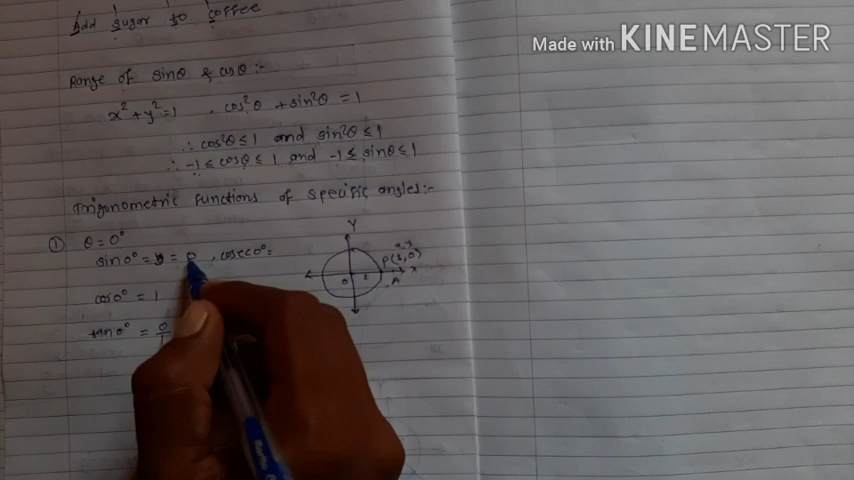 Made with KINEMASTER
Add sugar to coffee
Range of sinθ & cosθ :-
x² + y² = 1 , cos²θ + sin²θ = 1
∴ cos²θ ≤ 1 and sin²θ ≤ 1
∴ -1 ≤ cosθ ≤ 1 and -1 ≤ sinθ ≤ 1
Trigonometric functions of specific angles:-
① θ = 0°
sin0° = y = 0 , cosec0° =
cos0° = 1
tan0° = 0/1
Y
x, y
P(1,0)
X
0 1
A